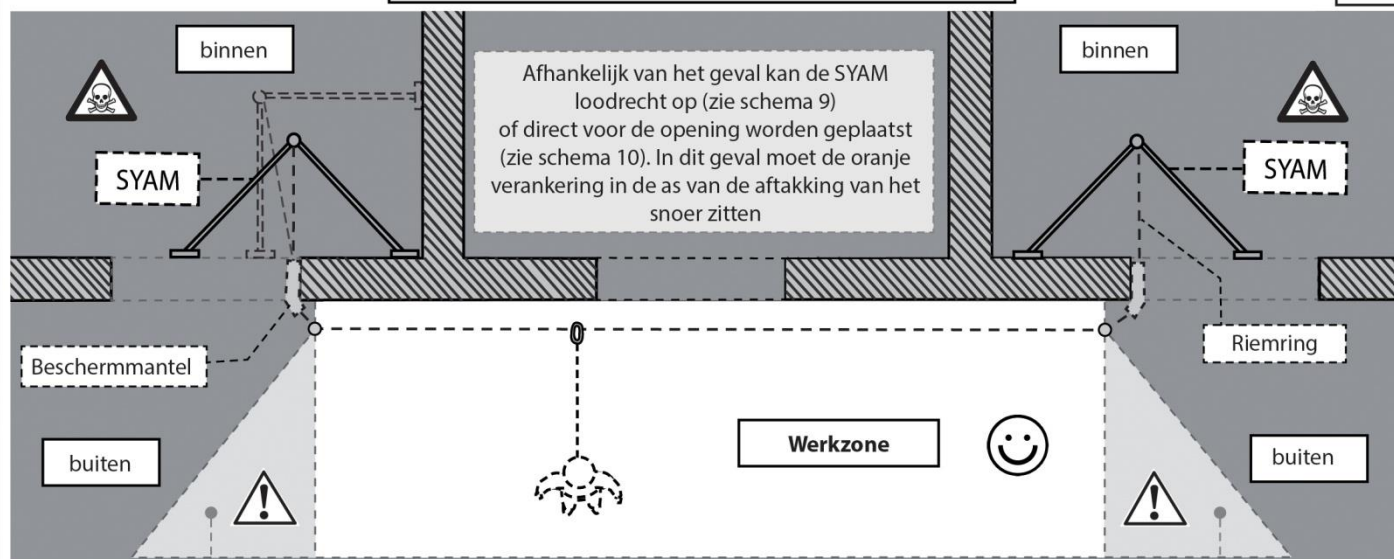 binnen
Afhankelijk van het geval kan de SYAM
loodrecht op (zie schema 9)
of direct voor de opening worden geplaatst
(zie schema 10). In dit geval moet de oranje
verankering in de as van de aftakking van het
snoer zitten
binnen
SYAM
SYAM
Beschermmantel
Riemring
buiten
Werkzone
buiten